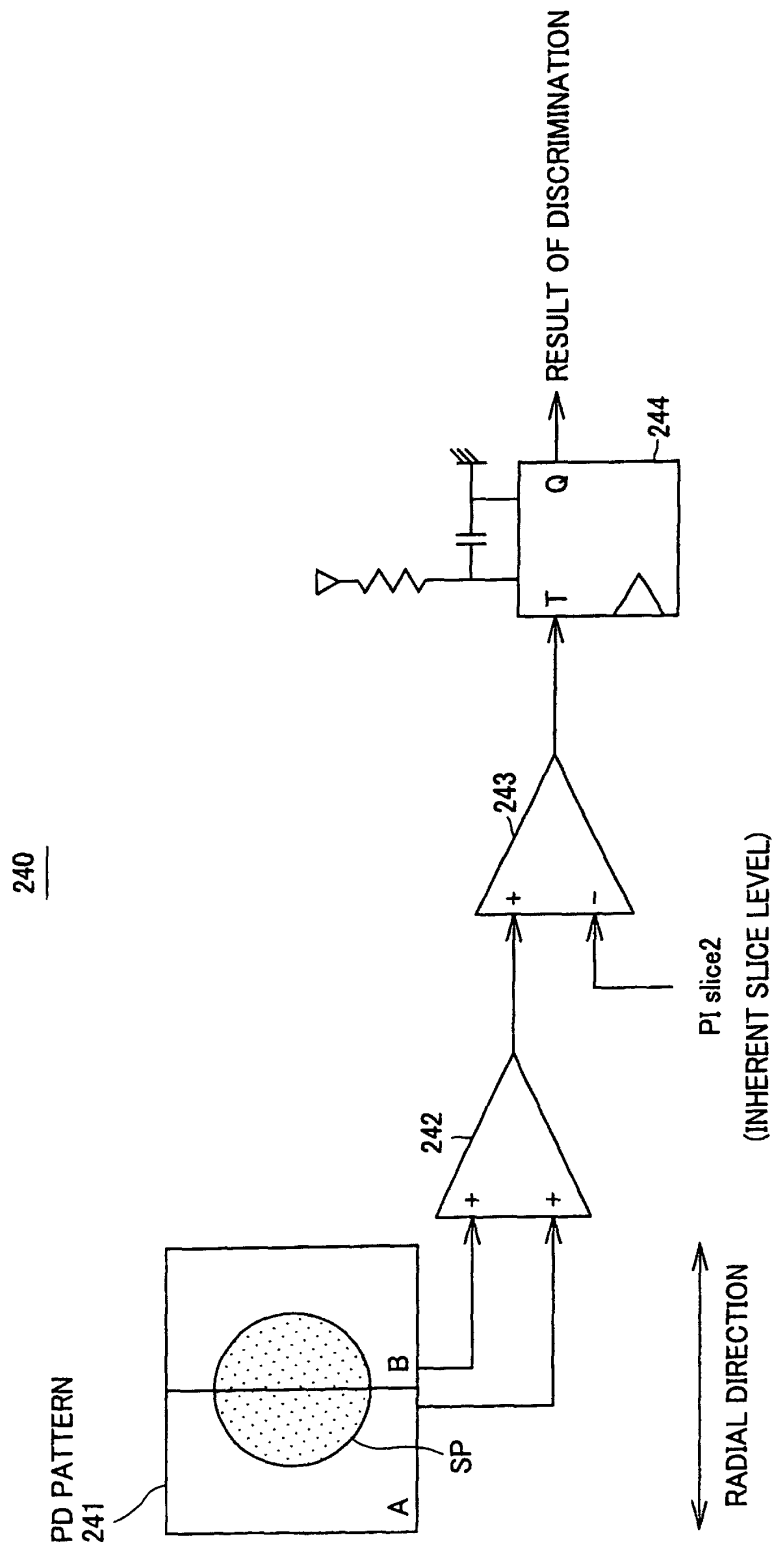 240
PD PATTERN
241
A
B
SP
242
+
+
243
+
-
PI slice2
(INHERENT SLICE LEVEL)
T
Q
244
RESULT OF DISCRIMINATION
RADIAL DIRECTION